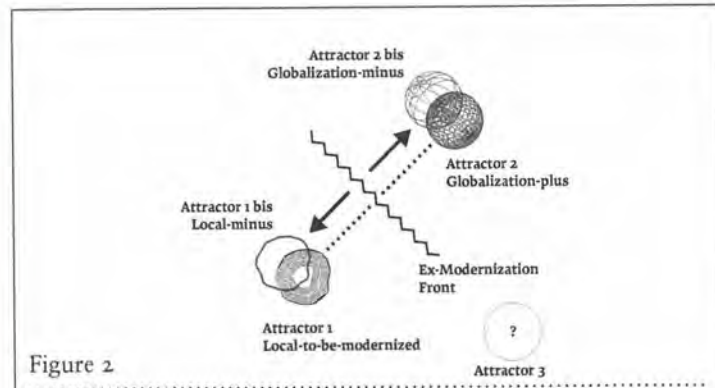 Attractor 2 bis
Globalization-minus
Attractor 2
Globalization-plus
Attractor 1 bis
Local-minus
Ex-Modernization
Front
Attractor 1
Local-to-be-modernized
?
Attractor 3
Figure 2